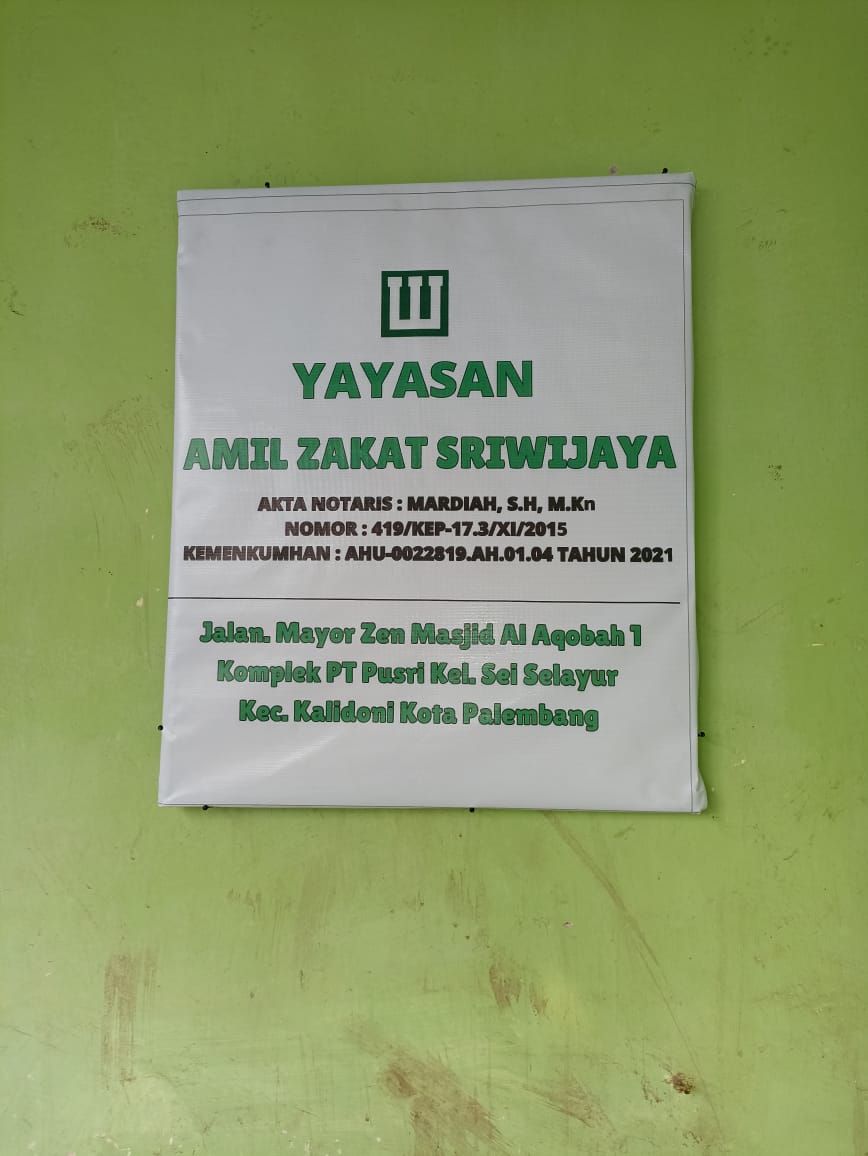 YAYASAN
AMIL ZAKAT SRIWIJAYA
AKTA NOTARIS : MARDIAH, S.H, M.Kn
NOMOR : 419/KEP-17.3/XI/2015
KEMENKUMHAN : AHU-0022819.AH.01.04 TAHUN 2021
Jalan. Mayor Zen Masjid Al Aqobah 1
Komplek PT Pusri Kel. Sei Selayur
Kec. Kalidoni Kota Palembang